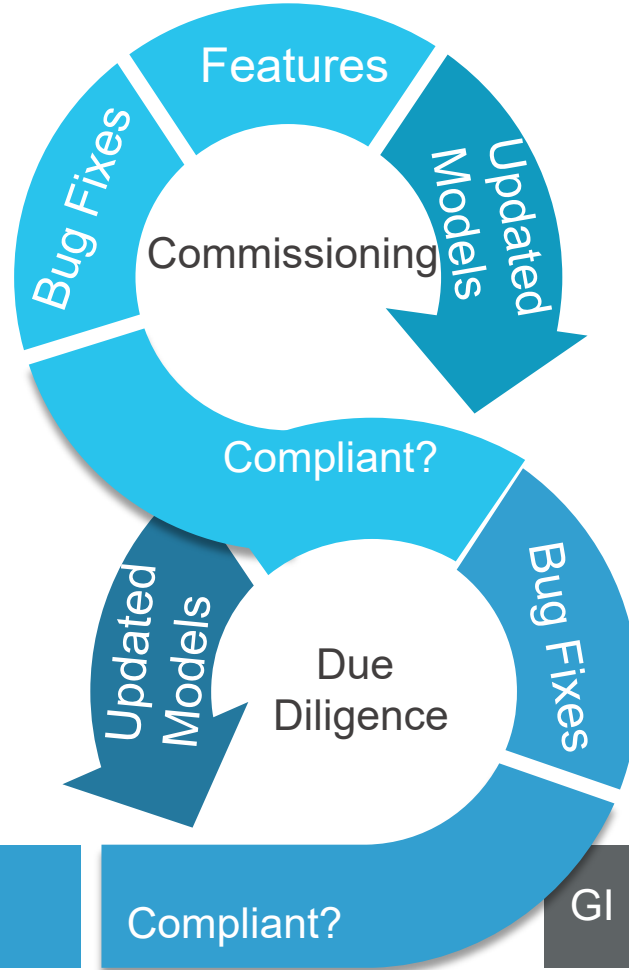 Features
Bug Fixes
Updated
Models
Commissioning
Compliant?
Bug Fixes
Updated
Models
Due
Diligence
Compliant?
GI